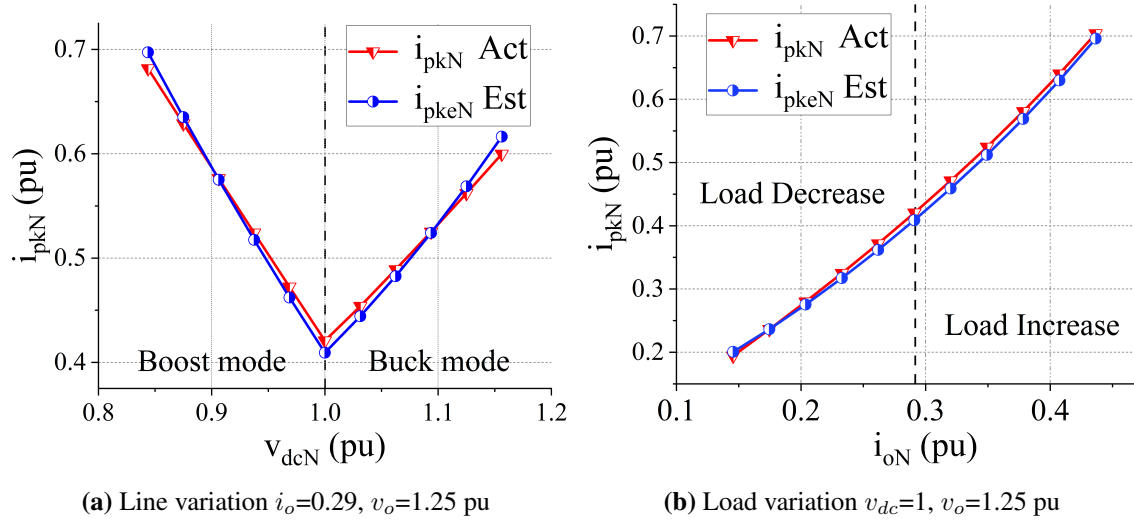 i_pkN Act
i_pkeN Est
0.7
0.6
0.5
0.4
i_pkN (pu)
Boost mode
Buck mode
0.8 0.9 1.0 1.1 1.2
v_dcN (pu)
(a) Line variation i_o=0.29, v_o=1.25 pu
i_pkN Act
i_pkeN Est
0.7
0.6
0.5
0.4
0.3
0.2
i_pkN (pu)
Load Decrease
Load Increase
0.1 0.2 0.3 0.4
i_oN (pu)
(b) Load variation v_dc=1, v_o=1.25 pu